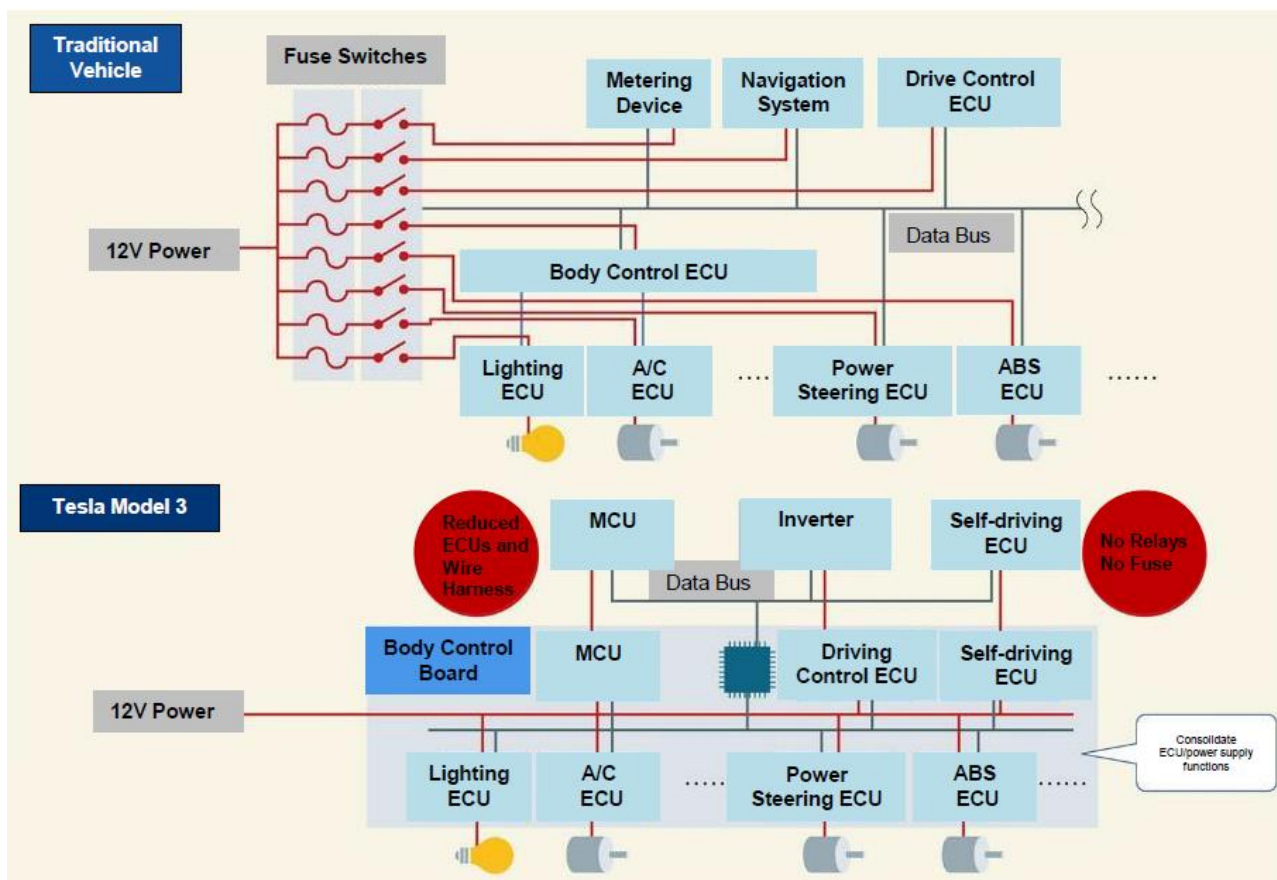 Traditional
Vehicle
Fuse Switches
Metering
Device
Navigation
System
Drive Control
ECU
12V Power
Data Bus
Body Control ECU
Lighting
ECU
A/C
ECU
....
Power
Steering ECU
ABS
ECU
......
Tesla Model 3
Reduced
ECUs and
Wire
Harness
MCU
Inverter
Self-driving
ECU
No Relays
No Fuse
Data Bus
Body Control
Board
MCU
Driving
Control ECU
Self-driving
ECU
12V Power
Consolidate
ECU/power supply
functions
Lighting
ECU
A/C
ECU
.....
Power
Steering ECU
ABS
ECU
......